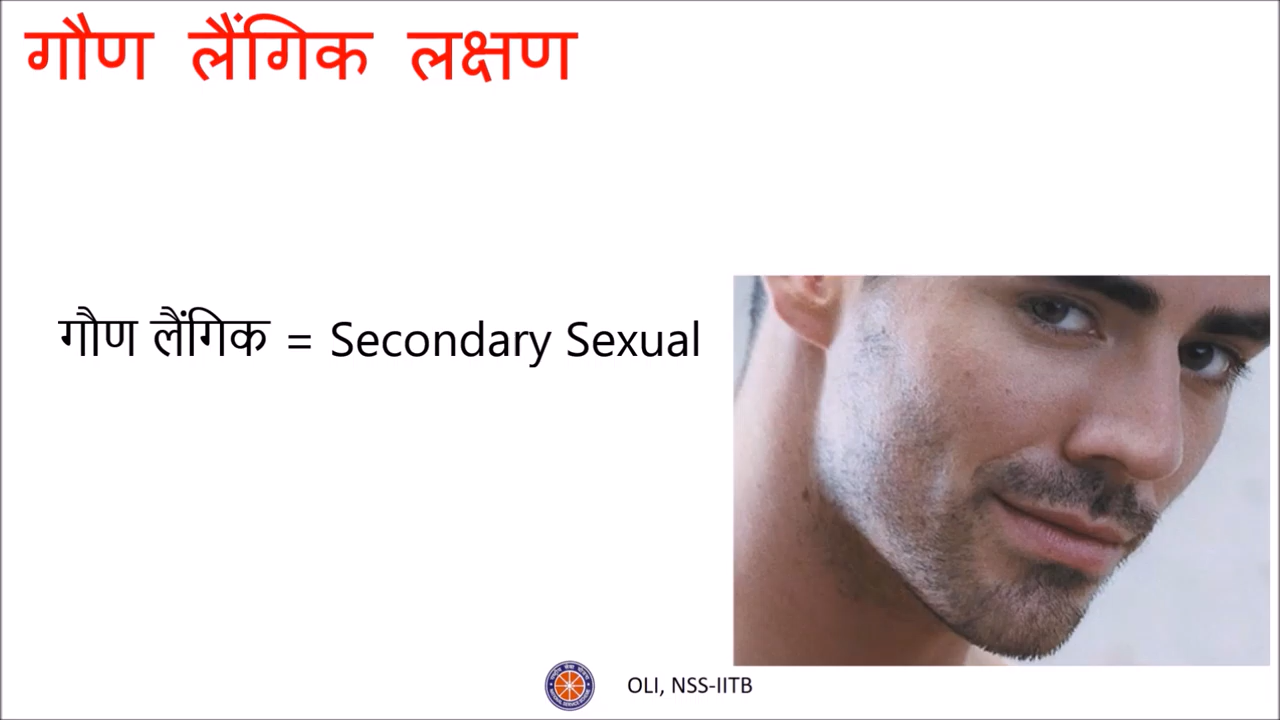 गौण लैंगिक लक्षण
गौण लैंगिक = Secondary Sexual
OLI, NSS-IITB